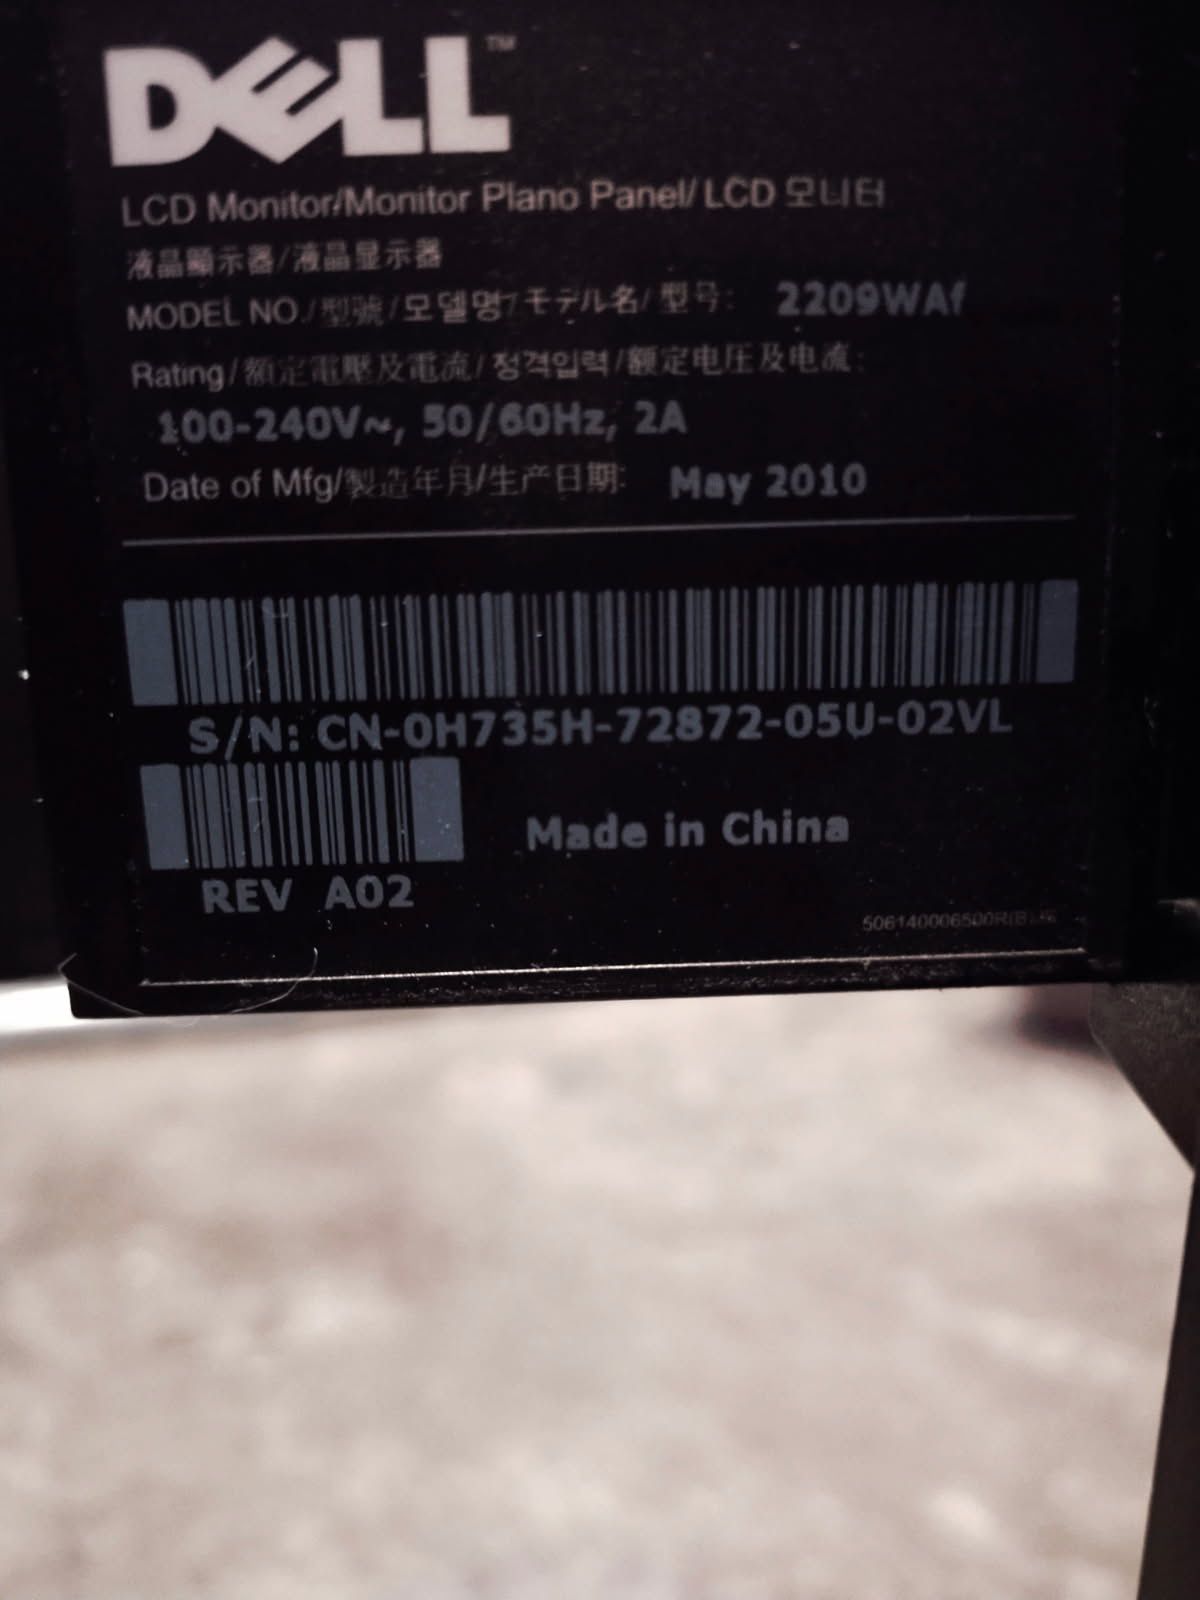 DELL™
LCD Monitor/Monitor Plano Panel/LCD 모니터
液晶顯示器/液晶显示器
MODEL NO./型號/모델명/モデル名/型号: 2209WAf
Rating/額定電壓及電流/정격입력/额定电压及电流:
100-240V~, 50/60Hz, 2A
Date of Mfg/製造年月/生产日期: May 2010
S/N: CN-0H735H-72872-05U-02VL
Made in China
REV A02